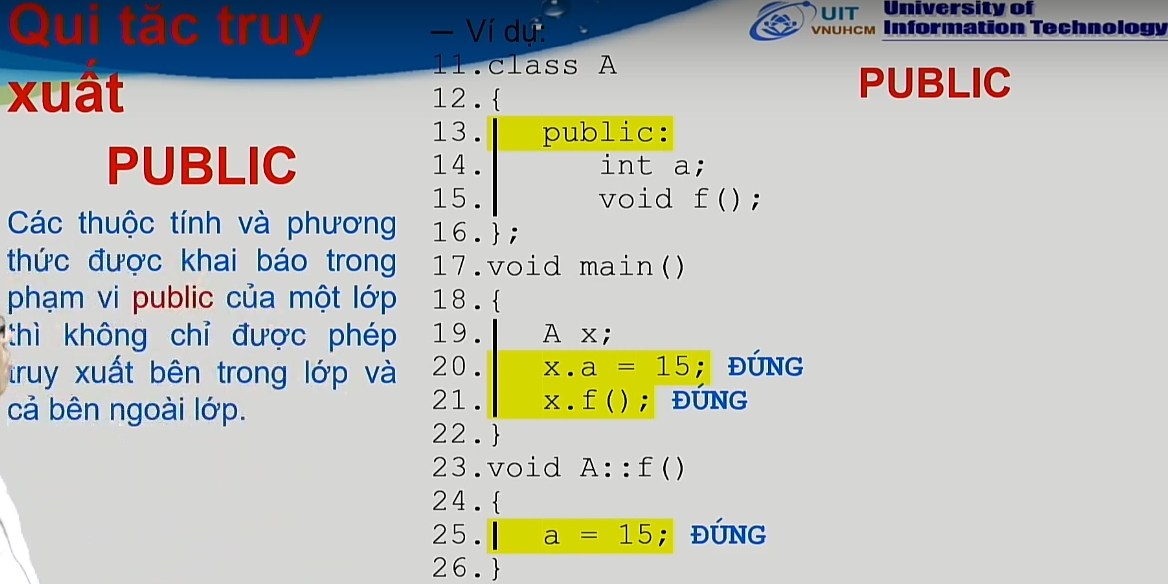 Qui tắc truy
xuất
PUBLIC
Các thuộc tính và phương
thức được khai báo trong
phạm vi public của một lớp
thì không chỉ được phép
truy xuất bên trong lớp và
cả bên ngoài lớp.
– Ví dụ:
11.class A
12.{
13. public:
14. int a;
15. void f();
16.};
17.void main()
18.{
19. A x;
20. x.a = 15; ĐÚNG
21. x.f(); ĐÚNG
22.}
23.void A::f()
24.{
25. a = 15; ĐÚNG
26.}
UIT
VNUHCM
University of
Information Technology
PUBLIC